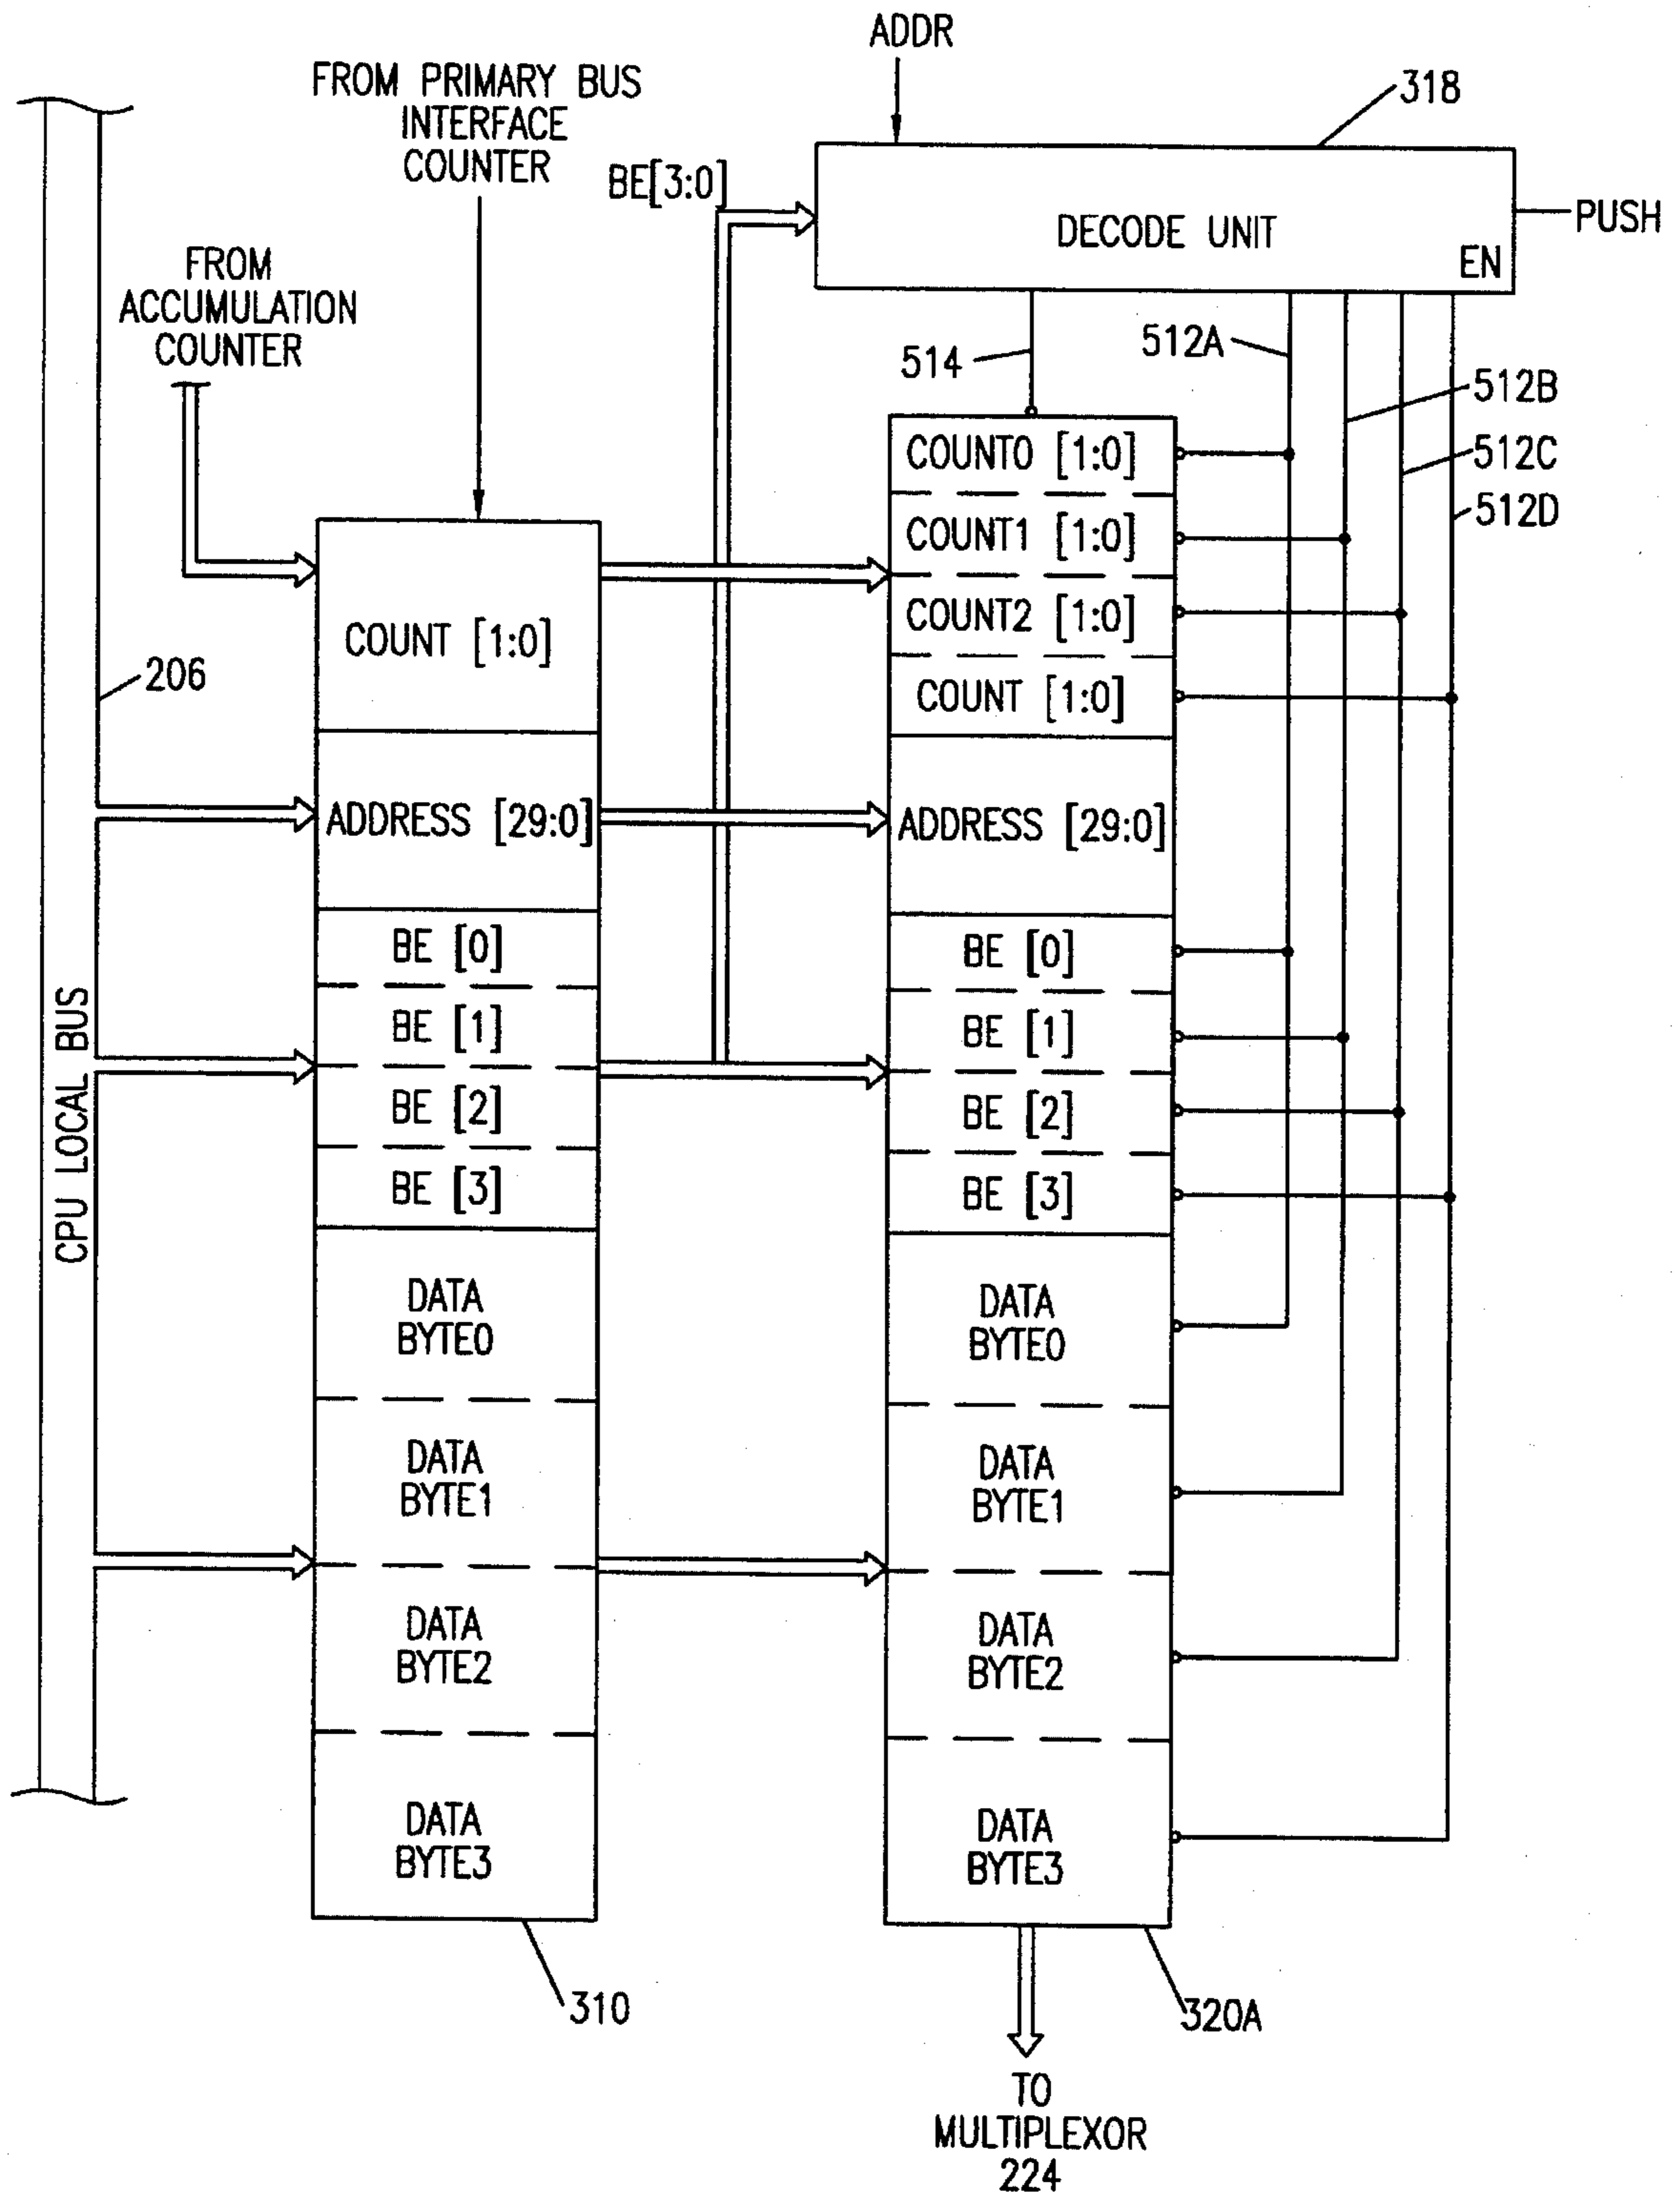 ADDR
FROM PRIMARY BUS
INTERFACE
COUNTER
318
BE[3:0]
DECODE UNIT
PUSH
EN
FROM
ACCUMULATION
COUNTER
514
512A
512B
512C
512D
COUNT [1:0]
COUNT0 [1:0]
COUNT1 [1:0]
COUNT2 [1:0]
COUNT [1:0]
206
ADDRESS [29:0]
ADDRESS [29:0]
CPU LOCAL BUS
BE [0]
BE [1]
BE [2]
BE [3]
BE [0]
BE [1]
BE [2]
BE [3]
DATA
BYTE0
DATA
BYTE1
DATA
BYTE2
DATA
BYTE3
DATA
BYTE0
DATA
BYTE1
DATA
BYTE2
DATA
BYTE3
310
320A
TO
MULTIPLEXOR
224